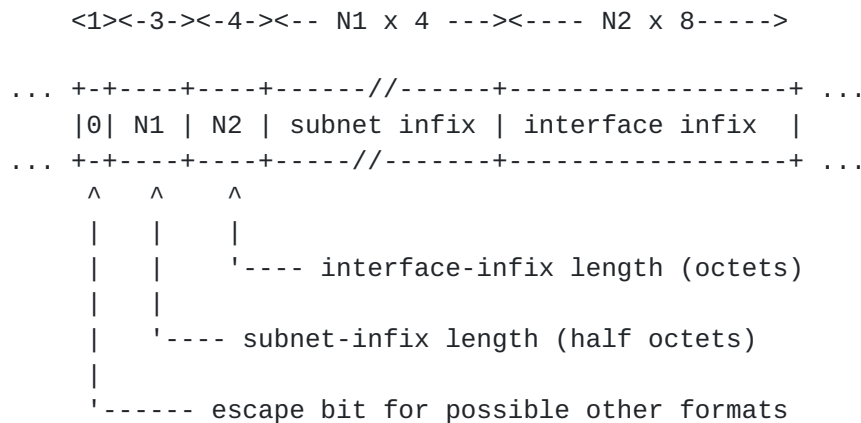 <1><-3-><-4-><-- N1 x 4 ---><---- N2 x 8----->
... +-+----+----+------//------+------------------+ ...
|0| N1 | N2 | subnet infix | interface infix  |
... +-+----+----+-----//-------+------------------+ ...
^   ^     ^
|   |     |
|   |     '---- interface-infix length (octets)
|   |
|   '---- subnet-infix length (half octets)
|
'------ escape bit for possible other formats